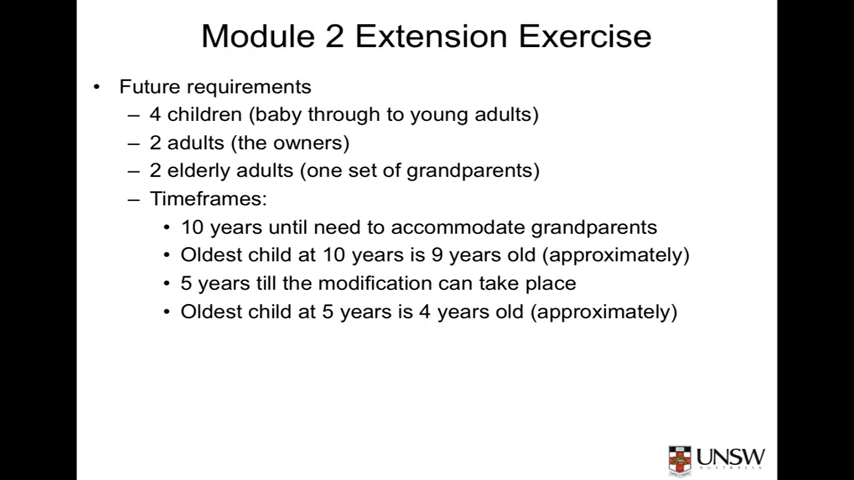 Module 2 Extension Exercise
• Future requirements
– 4 children (baby through to young adults)
– 2 adults (the owners)
– 2 elderly adults (one set of grandparents)
– Timeframes:
• 10 years until need to accommodate grandparents
• Oldest child at 10 years is 9 years old (approximately)
• 5 years till the modification can take place
• Oldest child at 5 years is 4 years old (approximately)
UNSW
AUSTRALIA